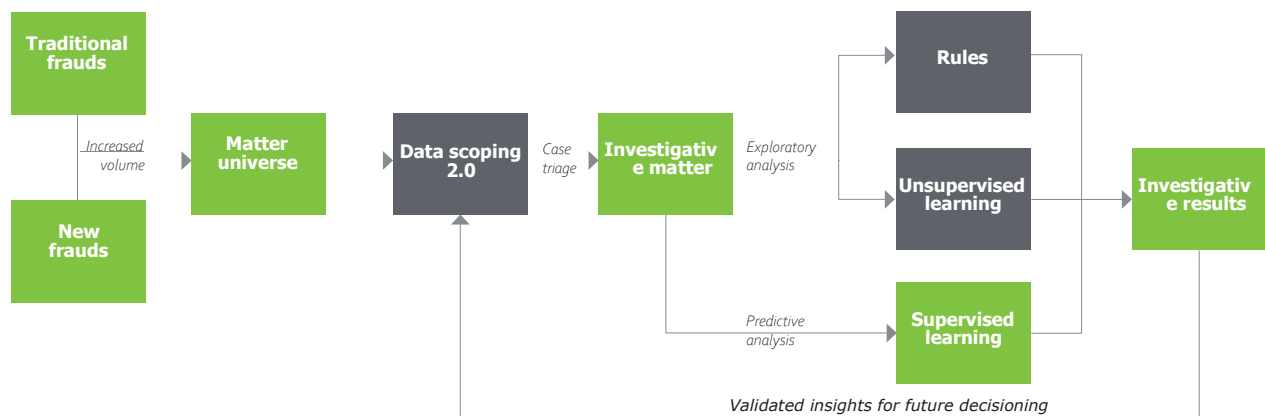 Traditional
frauds
Increased
volume
New
frauds
Matter
universe
Data scoping
2.0
Case
triage
Investigativ
e matter
Exploratory
analysis
Rules
Unsupervised
learning
Predictive
analysis
Supervised
learning
Investigativ
e results
Validated insights for future decisioning